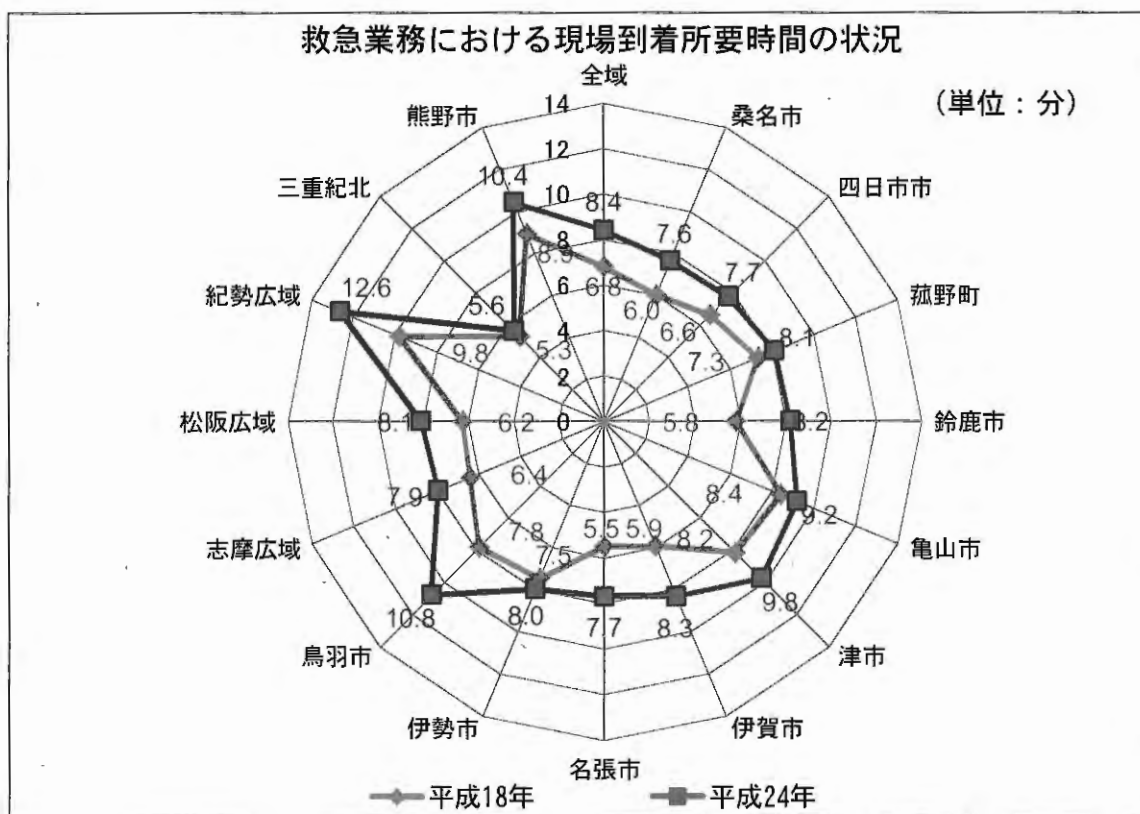 救急業務における現場到着所要時間の状況
（単位：分）
全域
桑名市
四日市市
菰野町
鈴鹿市
亀山市
津市
伊賀市
名張市
伊勢市
鳥羽市
志摩広域
松阪広域
紀勢広域
三重紀北
熊野市
14
12
10
8
6
4
2
0
8.4
7.6
7.7
8.1
8.2
9.2
9.8
8.3
7.7
8.0
10.8
7.9
8.1
12.6
5.6
10.4
6.8
6.0
6.6
7.3
5.8
8.4
8.2
5.9
5.5
7.5
7.8
6.4
6.2
9.8
5.3
平成18年
平成24年